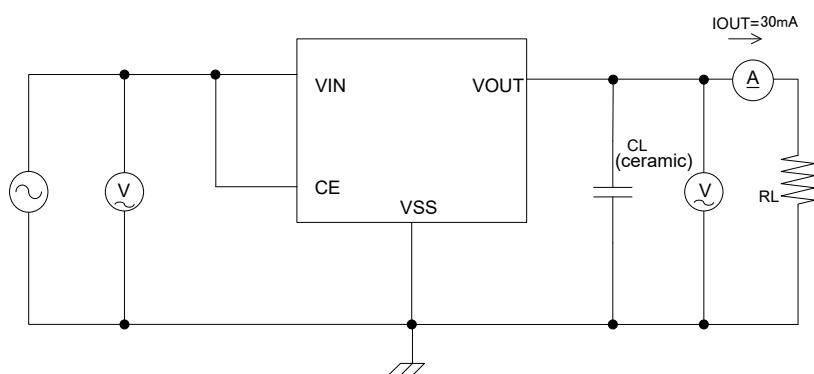 IOUT=30mA
VIN
VOUT
A
CL
(ceramic)
V
CE
V
RL
VSS